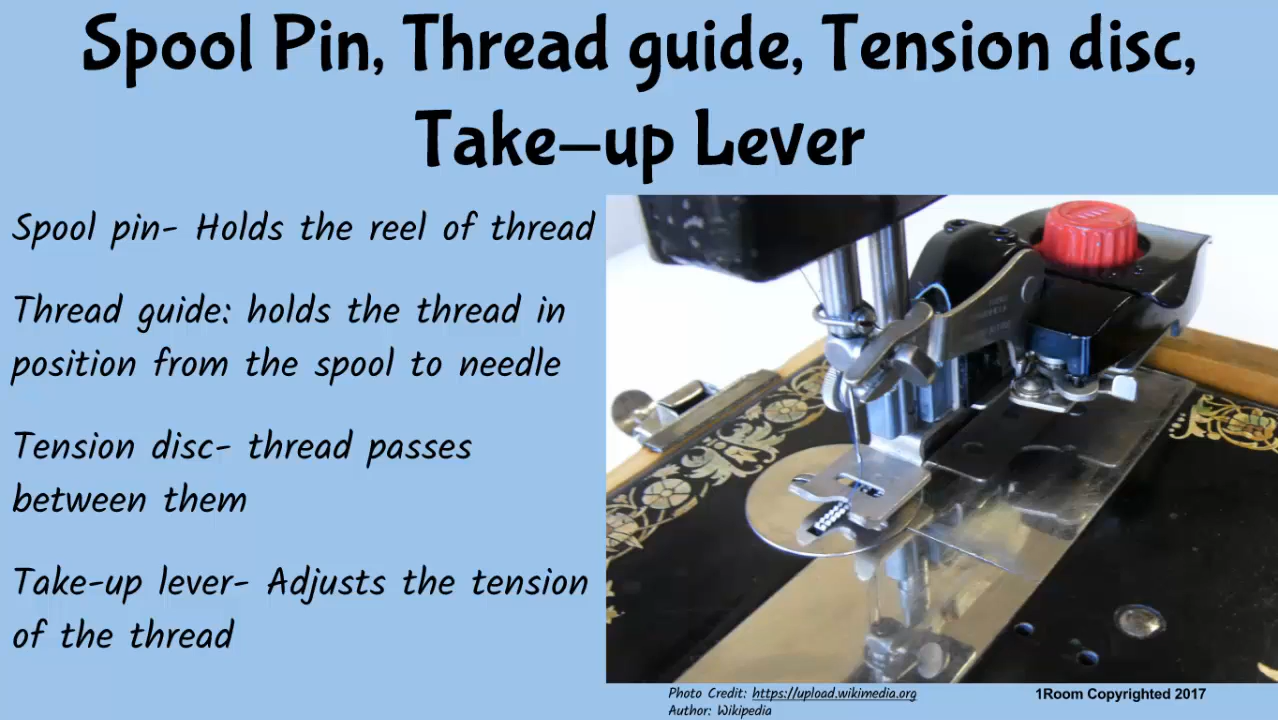 Spool Pin, Thread guide, Tension disc,
Take-up Lever
Spool pin- Holds the reel of thread
Thread guide: holds the thread in
position from the spool to needle
Tension disc- thread passes
between them
Take-up lever- Adjusts the tension
of the thread
Photo Credit: https://upload.wikimedia.org
Author: Wikipedia
1Room Copyrighted 2017